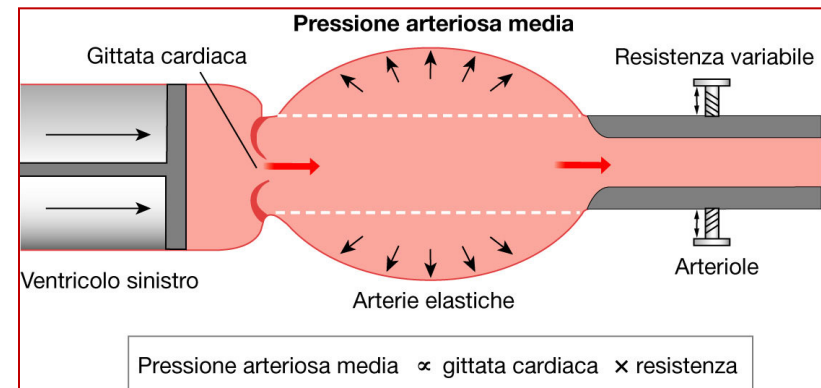 Pressione arteriosa media
Gittata cardiaca
Resistenza variabile
Ventricolo sinistro
Arterie elastiche
Arteriole
Pressione arteriosa media ∝ gittata cardiaca × resistenza